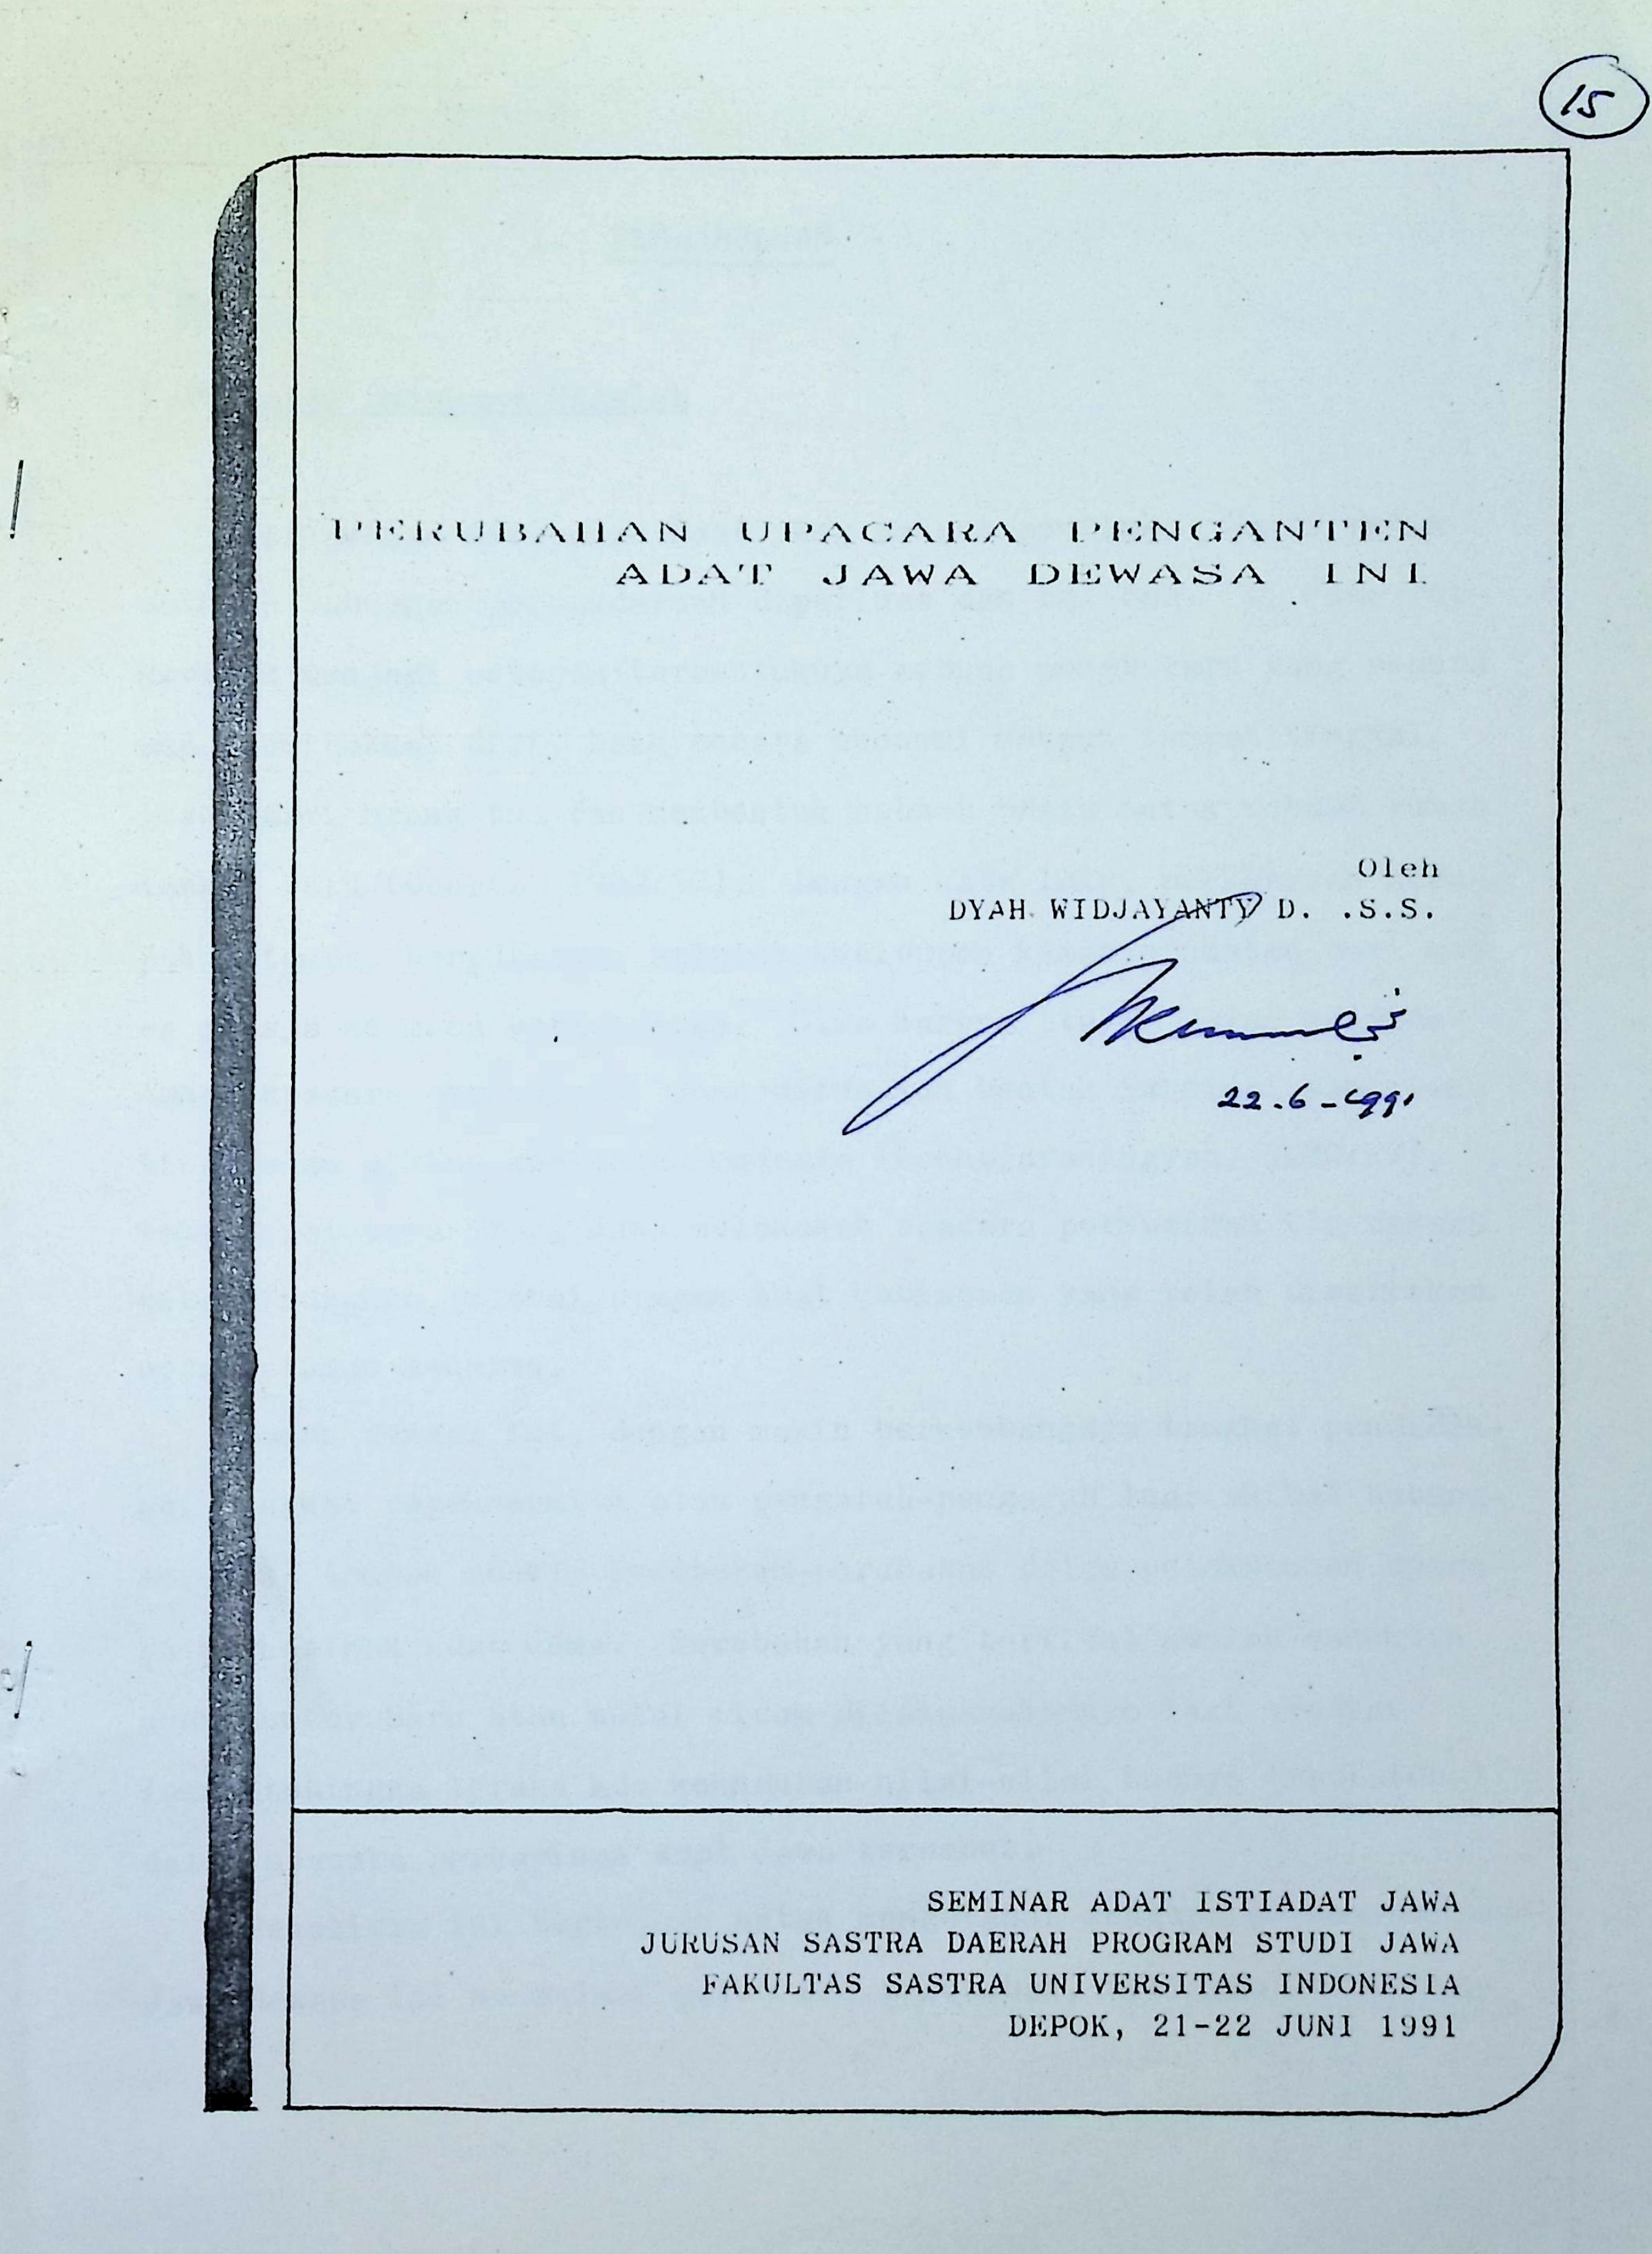 15
PERUBAHAN UPACARA PENGANTEN
ADAT JAWA DEWASA INI
Oleh
DYAH WIDJAYANTY D. .S.S.
22-6-1991
SEMINAR ADAT ISTIADAT JAWA
JURUSAN SASTRA DAERAH PROGRAM STUDI JAWA
FAKULTAS SASTRA UNIVERSITAS INDONESIA
DEPOK, 21-22 JUNI 1991